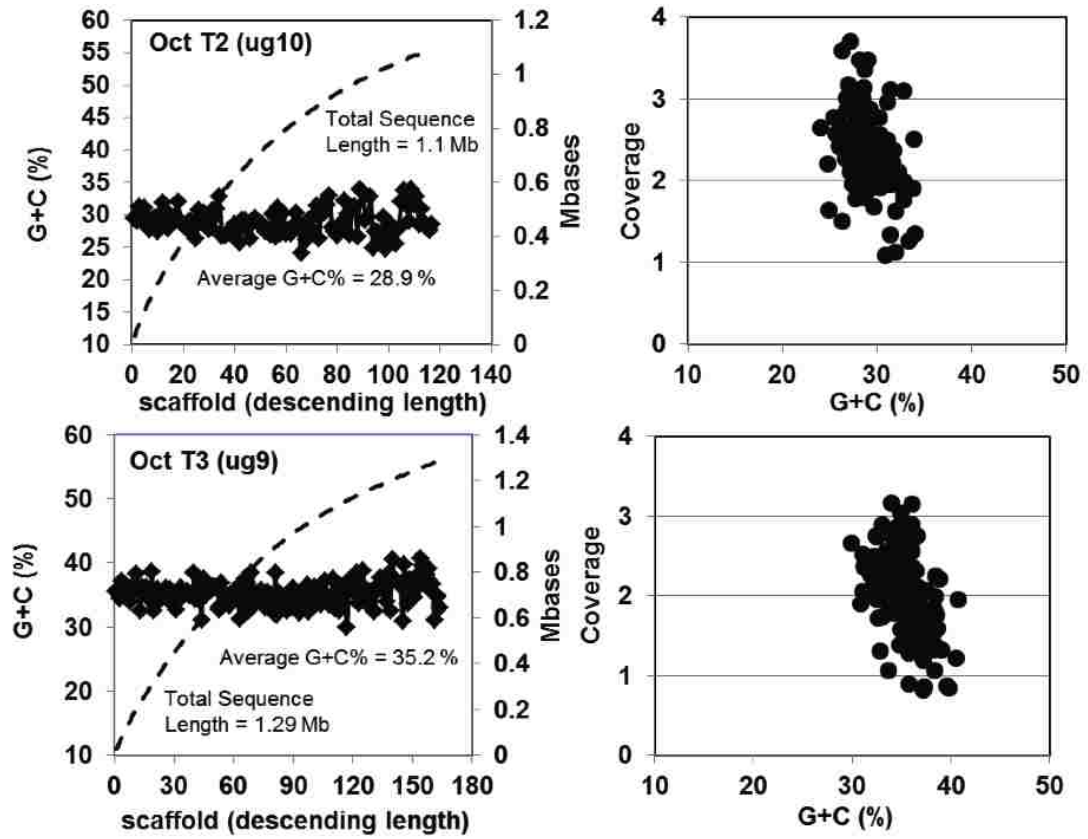 Oct T2 (ug10)
60
55
50
45
40
35
30
25
20
15
10
G+C (%)
Total Sequence
Length = 1.1 Mb
Average G+C% = 28.9 %
1.2
1
0.8
0.6
0.4
0.2
0
Mbases
0 20 40 60 80 100 120 140
scaffold (descending length)
4
3
2
1
0
Coverage
10 20 30 40 50
G+C (%)
Oct T3 (ug9)
60
50
40
30
20
10
G+C (%)
Average G+C% = 35.2 %
Total Sequence
Length = 1.29 Mb
1.4
1.2
1
0.8
0.6
0.4
0.2
0
Mbases
0 30 60 90 120 150 180
scaffold (descending length)
4
3
2
1
0
Coverage
10 20 30 40 50
G+C (%)